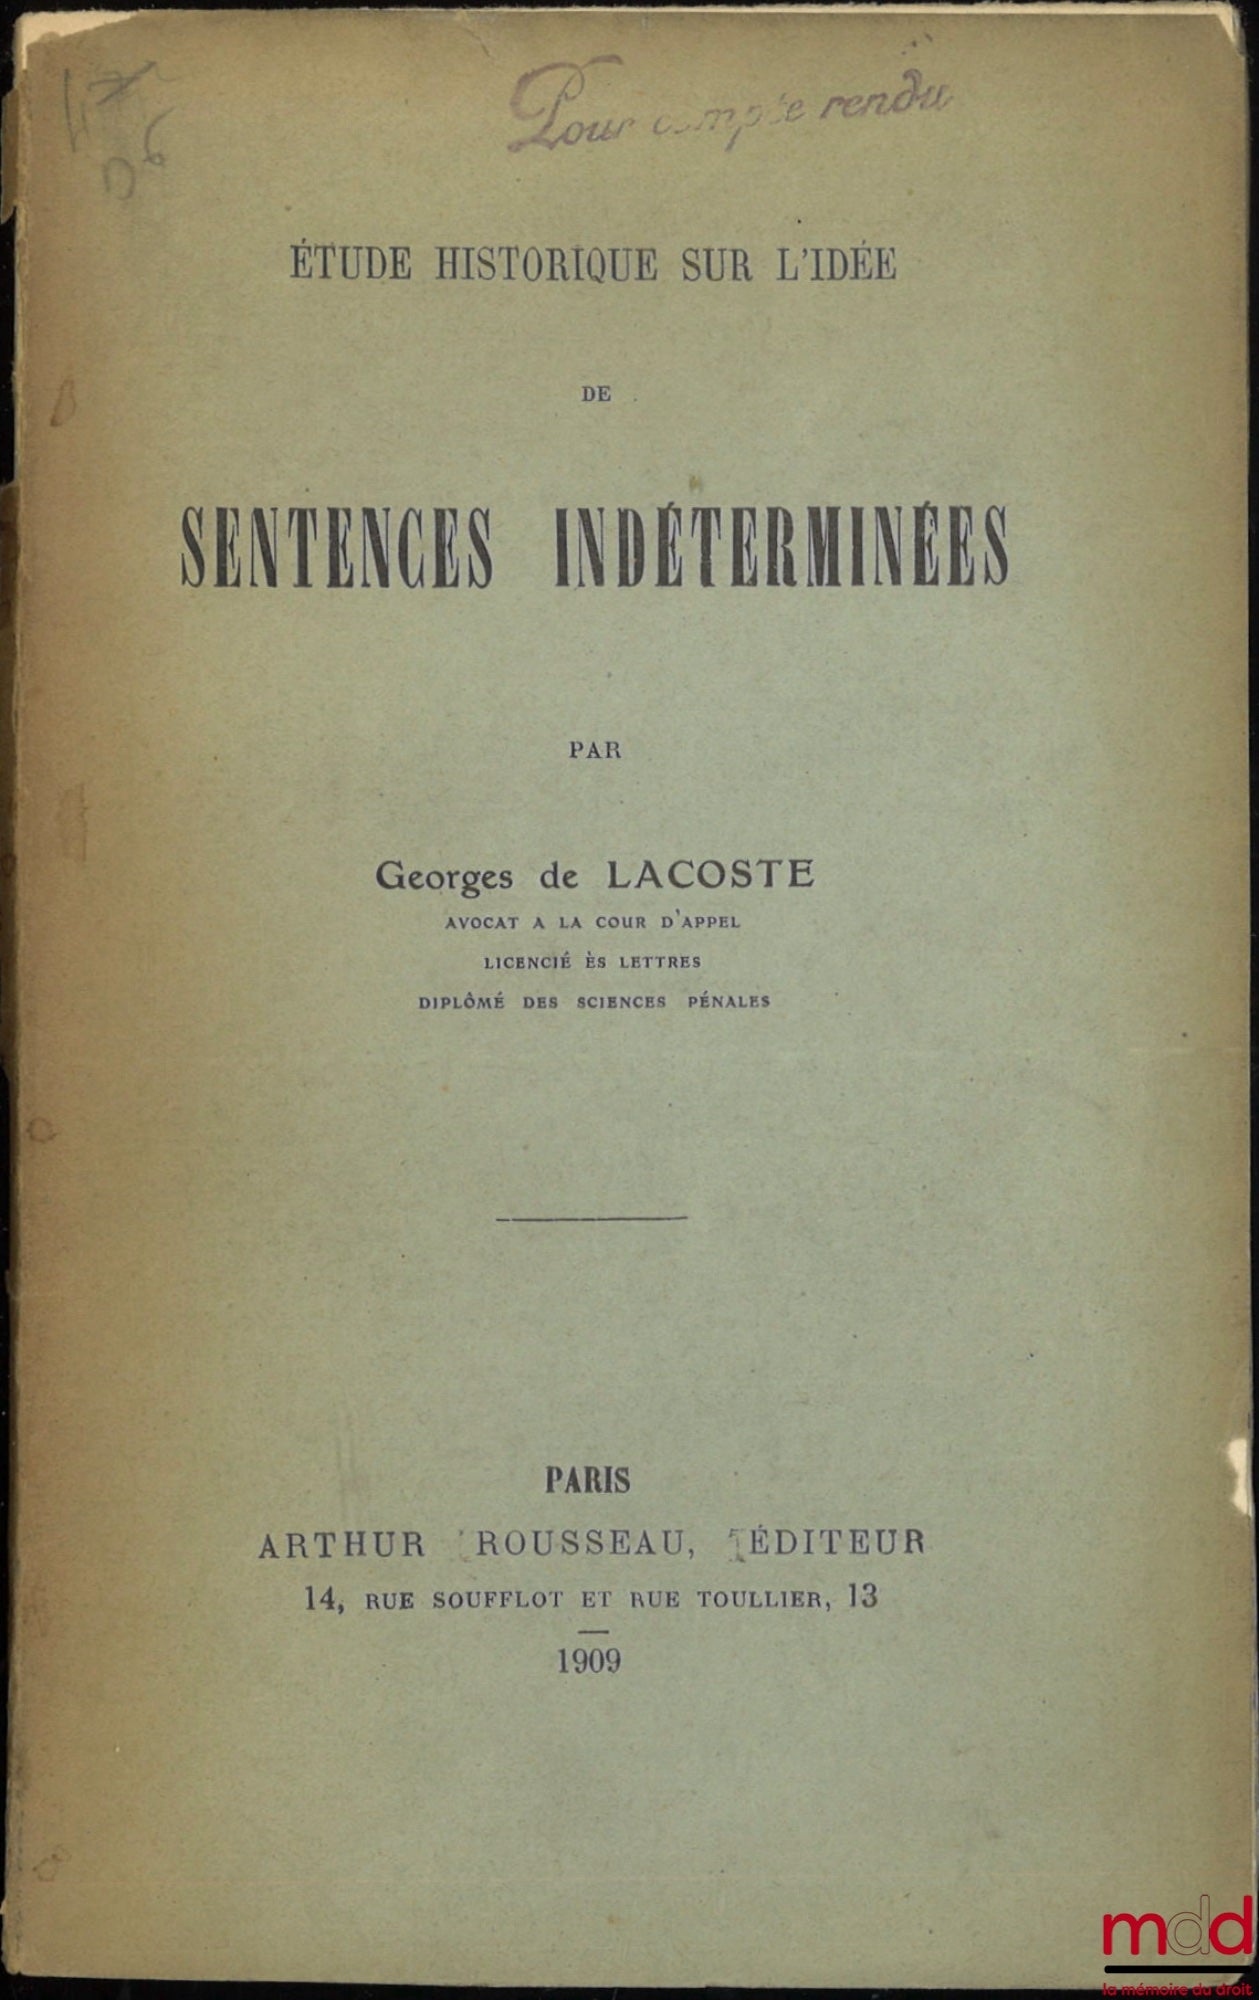 Pour compte rendu
ÉTUDE HISTORIQUE SUR L'IDÉE
DE
SENTENCES INDÉTERMINÉES
PAR
Georges de LACOSTE
AVOCAT A LA COUR D'APPEL
LICENCIÉ ÈS LETTRES
DIPLÔMÉ DES SCIENCES PÉNALES
PARIS
ARTHUR ROUSSEAU, ÉDITEUR
14, RUE SOUFFLOT ET RUE TOULLIER, 13
1909
mdd
la mémoire du droit